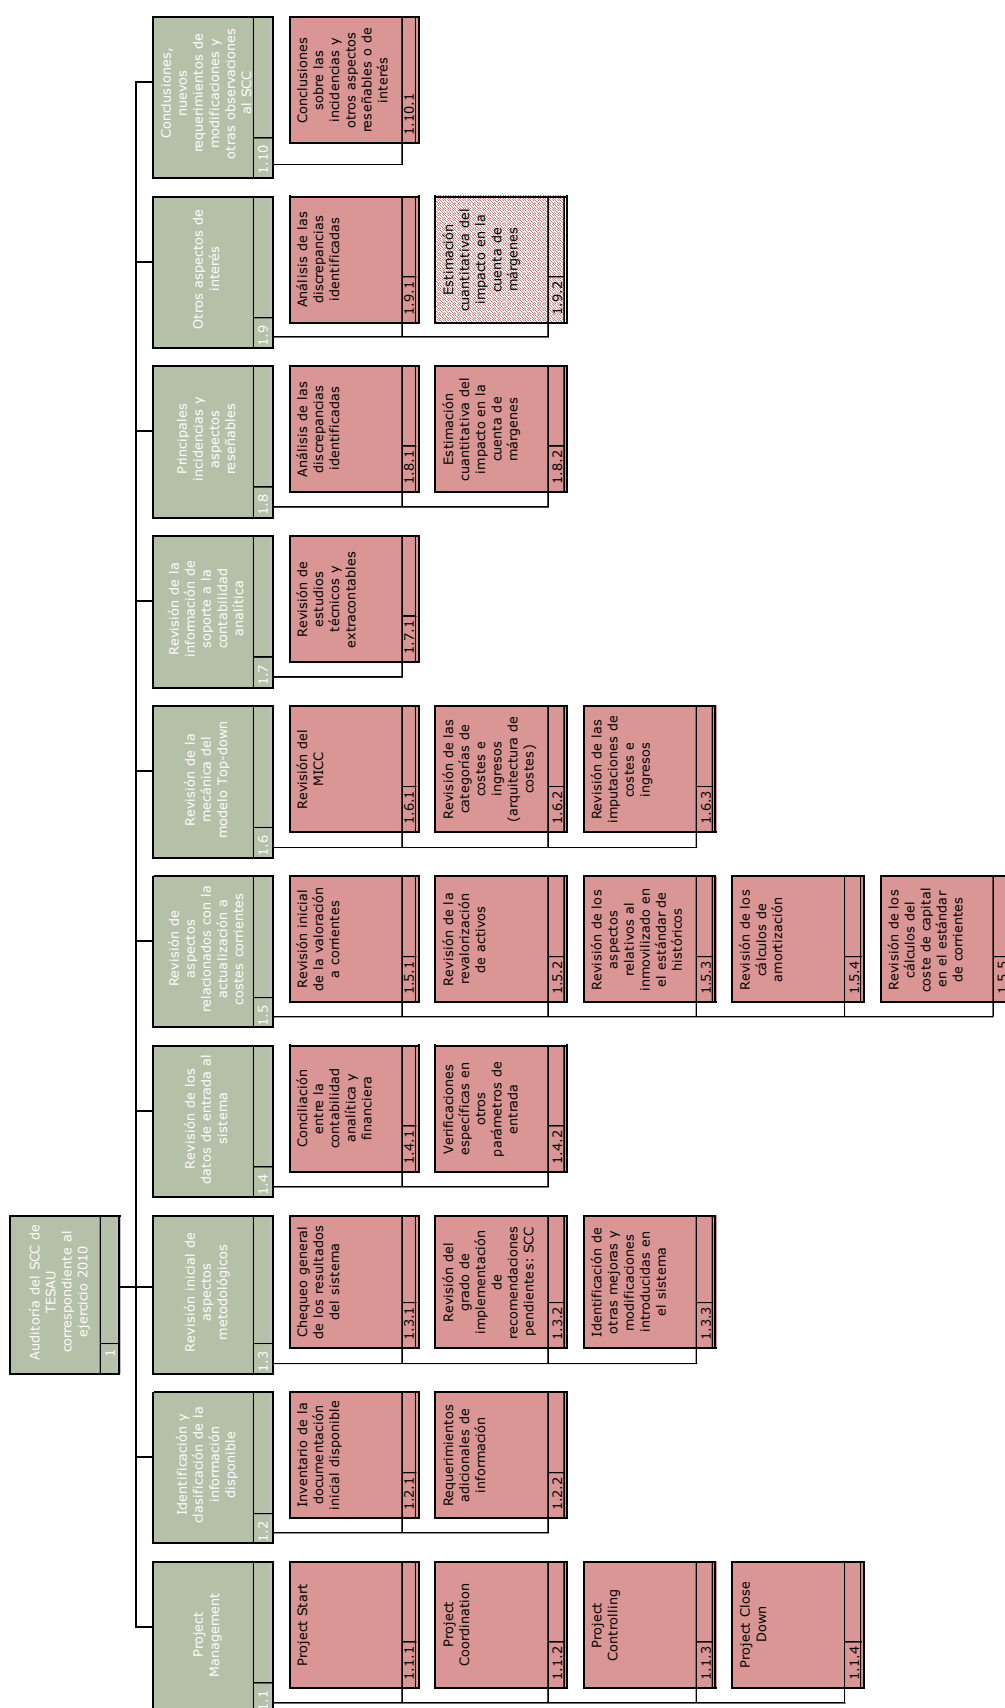 Auditoría del SCC de
TESAU
correspondiente al
ejercicio 2010
1
Project
Management
1.1
Project Start
1.1.1
Project
Coordination
1.1.2
Project
Controlling
1.1.3
Project Close
Down
1.1.4
Identificación y
clasificación de la
información
disponible
1.2
Inventario de la
documentación
inicial disponible
1.2.1
Requerimientos
adicionales de
información
1.2.2
Revisión inicial de
aspectos
metodológicos
1.3
Chequeo general
de los resultados
del sistema
1.3.1
Revisión del
grado de
implementación
de
recomendaciones
pendientes: SCC
1.3.2
Identificación de
otras mejoras y
modificaciones
introducidas en
el sistema
1.3.3
Revisión de los
datos de entrada al
sistema
1.4
Conciliación
entre la
contabilidad
analítica y
financiera
1.4.1
Verificaciones
específicas en
otros
parámetros de
entrada
1.4.2
Revisión de
aspectos
relacionados con la
actualización a
costes corrientes
1.5
Revisión inicial
de la valoración
a corrientes
1.5.1
Revisión de la
revalorización
de activos
1.5.2
Revisión de los
aspectos
relativos al
inmovilizado en
el estándar de
históricos
1.5.3
Revisión de los
cálculos de
amortización
1.5.4
Revisión de los
cálculos del
coste de capital
en el estándar
de corrientes
1.5.5
Revisión de la
mecánica del
modelo Top-down
1.6
Revisión del
MICC
1.6.1
Revisión de las
categorías de
costes e
ingresos
(arquitectura de
costes)
1.6.2
Revisión de las
imputaciones de
costes e
ingresos
1.6.3
Revisión de la
información de
soporte a la
contabilidad
analítica
1.7
Revisión de
estudios
técnicos y
extracontables
1.7.1
Principales
incidencias y
aspectos
reseñables
1.8
Análisis de las
discrepancias
identificadas
1.8.1
Estimación
cuantitativa del
impacto en la
cuenta de
márgenes
1.8.2
Otros aspectos de
interés
1.9
Análisis de las
discrepancias
identificadas
1.9.1
Estimación
cuantitativa del
impacto en la
cuenta de
márgenes
1.9.2
Conclusiones,
nuevos
requerimientos de
modificaciones y
otras observaciones
al SCC
1.10
Conclusiones
sobre las
incidencias y
otros aspectos
reseñables o de
interés
1.10.1